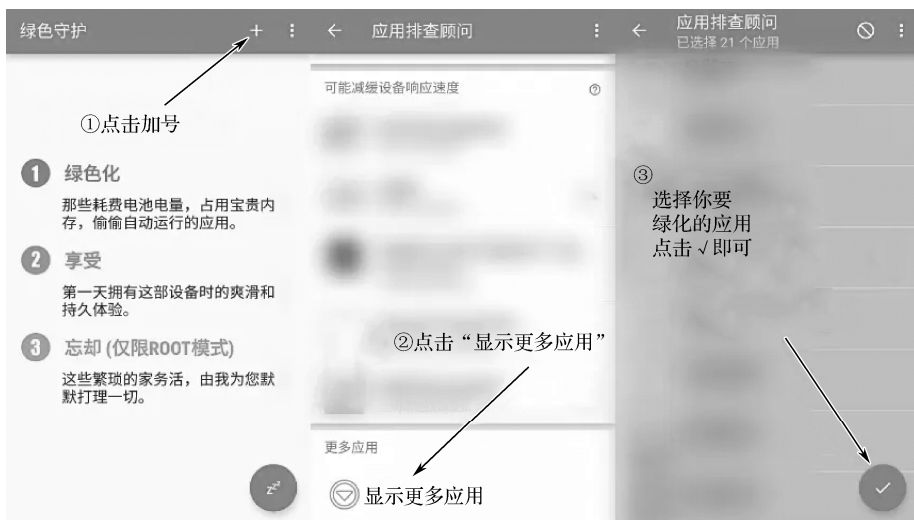 绿色守护
①点击加号
1 绿色化
那些耗费电池电量，占用宝贵内
存，偷偷自动运行的应用。
2 享受
第一天拥有这部设备时的爽滑和
持久体验。
3 忘却 (仅限ROOT模式)
这些繁琐的家务活，由我为您默
默打理一切。
zzz
应用排查顾问
可能减缓设备响应速度
②点击“显示更多应用”
更多应用
显示更多应用
应用排查顾问
已选择 21 个应用
③
选择你要
绿化的应用
点击√即可